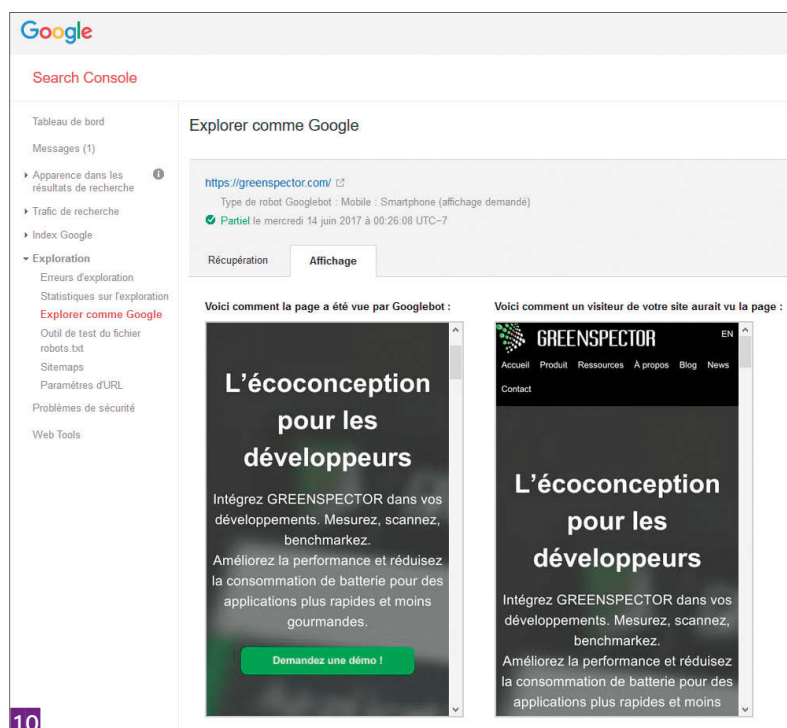 Google
Search Console
Tableau de bord
Messages (1)
Apparence dans les
résultats de recherche
Trafic de recherche
Index Google
Exploration
Erreurs d'exploration
Statistiques sur l'exploration
Explorer comme Google
Outil de test du fichier
robots.txt
Sitemaps
Paramètres d'URL
Problèmes de sécurité
Web Tools
Explorer comme Google
https://greenspector.com/
Type de robot Googlebot : Mobile : Smartphone (affichage demandé)
Partiel le mercredi 14 juin 2017 à 00:26:08 UTC−7
Récupération
Affichage
Voici comment la page a été vue par Googlebot :
L'écoconception
pour les
développeurs
Intégrez GREENSPECTOR dans vos
développements. Mesurez, scannez,
benchmarkez.
Améliorez la performance et réduisez
la consommation de batterie pour des
applications plus rapides et moins
gourmandes.
Demandez une démo !
Voici comment un visiteur de votre site aurait vu la page :
GREENSPECTOR
EN
Accueil Produit Ressources À propos Blog News
Contact
L'écoconception
pour les
développeurs
Intégrez GREENSPECTOR dans vos
développements. Mesurez, scannez,
benchmarkez.
Améliorez la performance et réduisez
la consommation de batterie pour des
applications plus rapides et moins
10